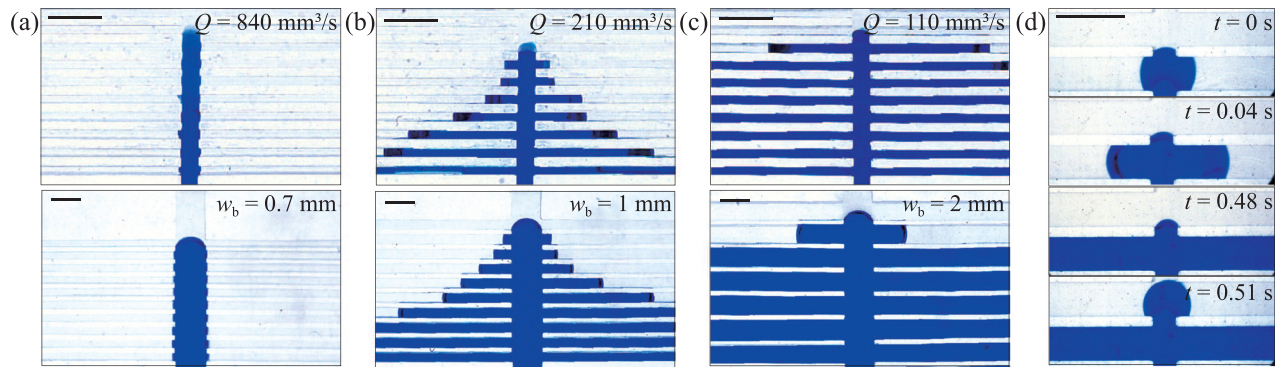 (a) Q = 840 mm³/s
(b) Q = 210 mm³/s
(c) Q = 110 mm³/s
(d) t = 0 s
t = 0.04 s
w_b = 0.7 mm
w_b = 1 mm
w_b = 2 mm
t = 0.48 s
t = 0.51 s